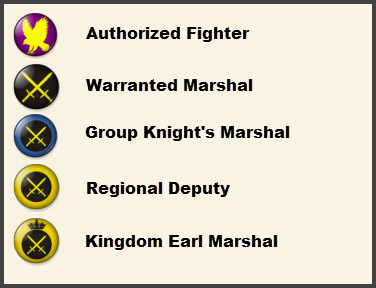 Authorized Fighter
Warranted Marshal
Group Knight's Marshal
Regional Deputy
Kingdom Earl Marshal